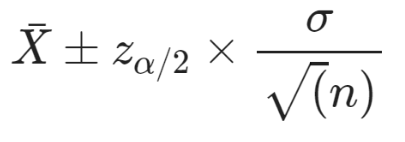 X̄ ± z_{α/2} × σ/√(n)